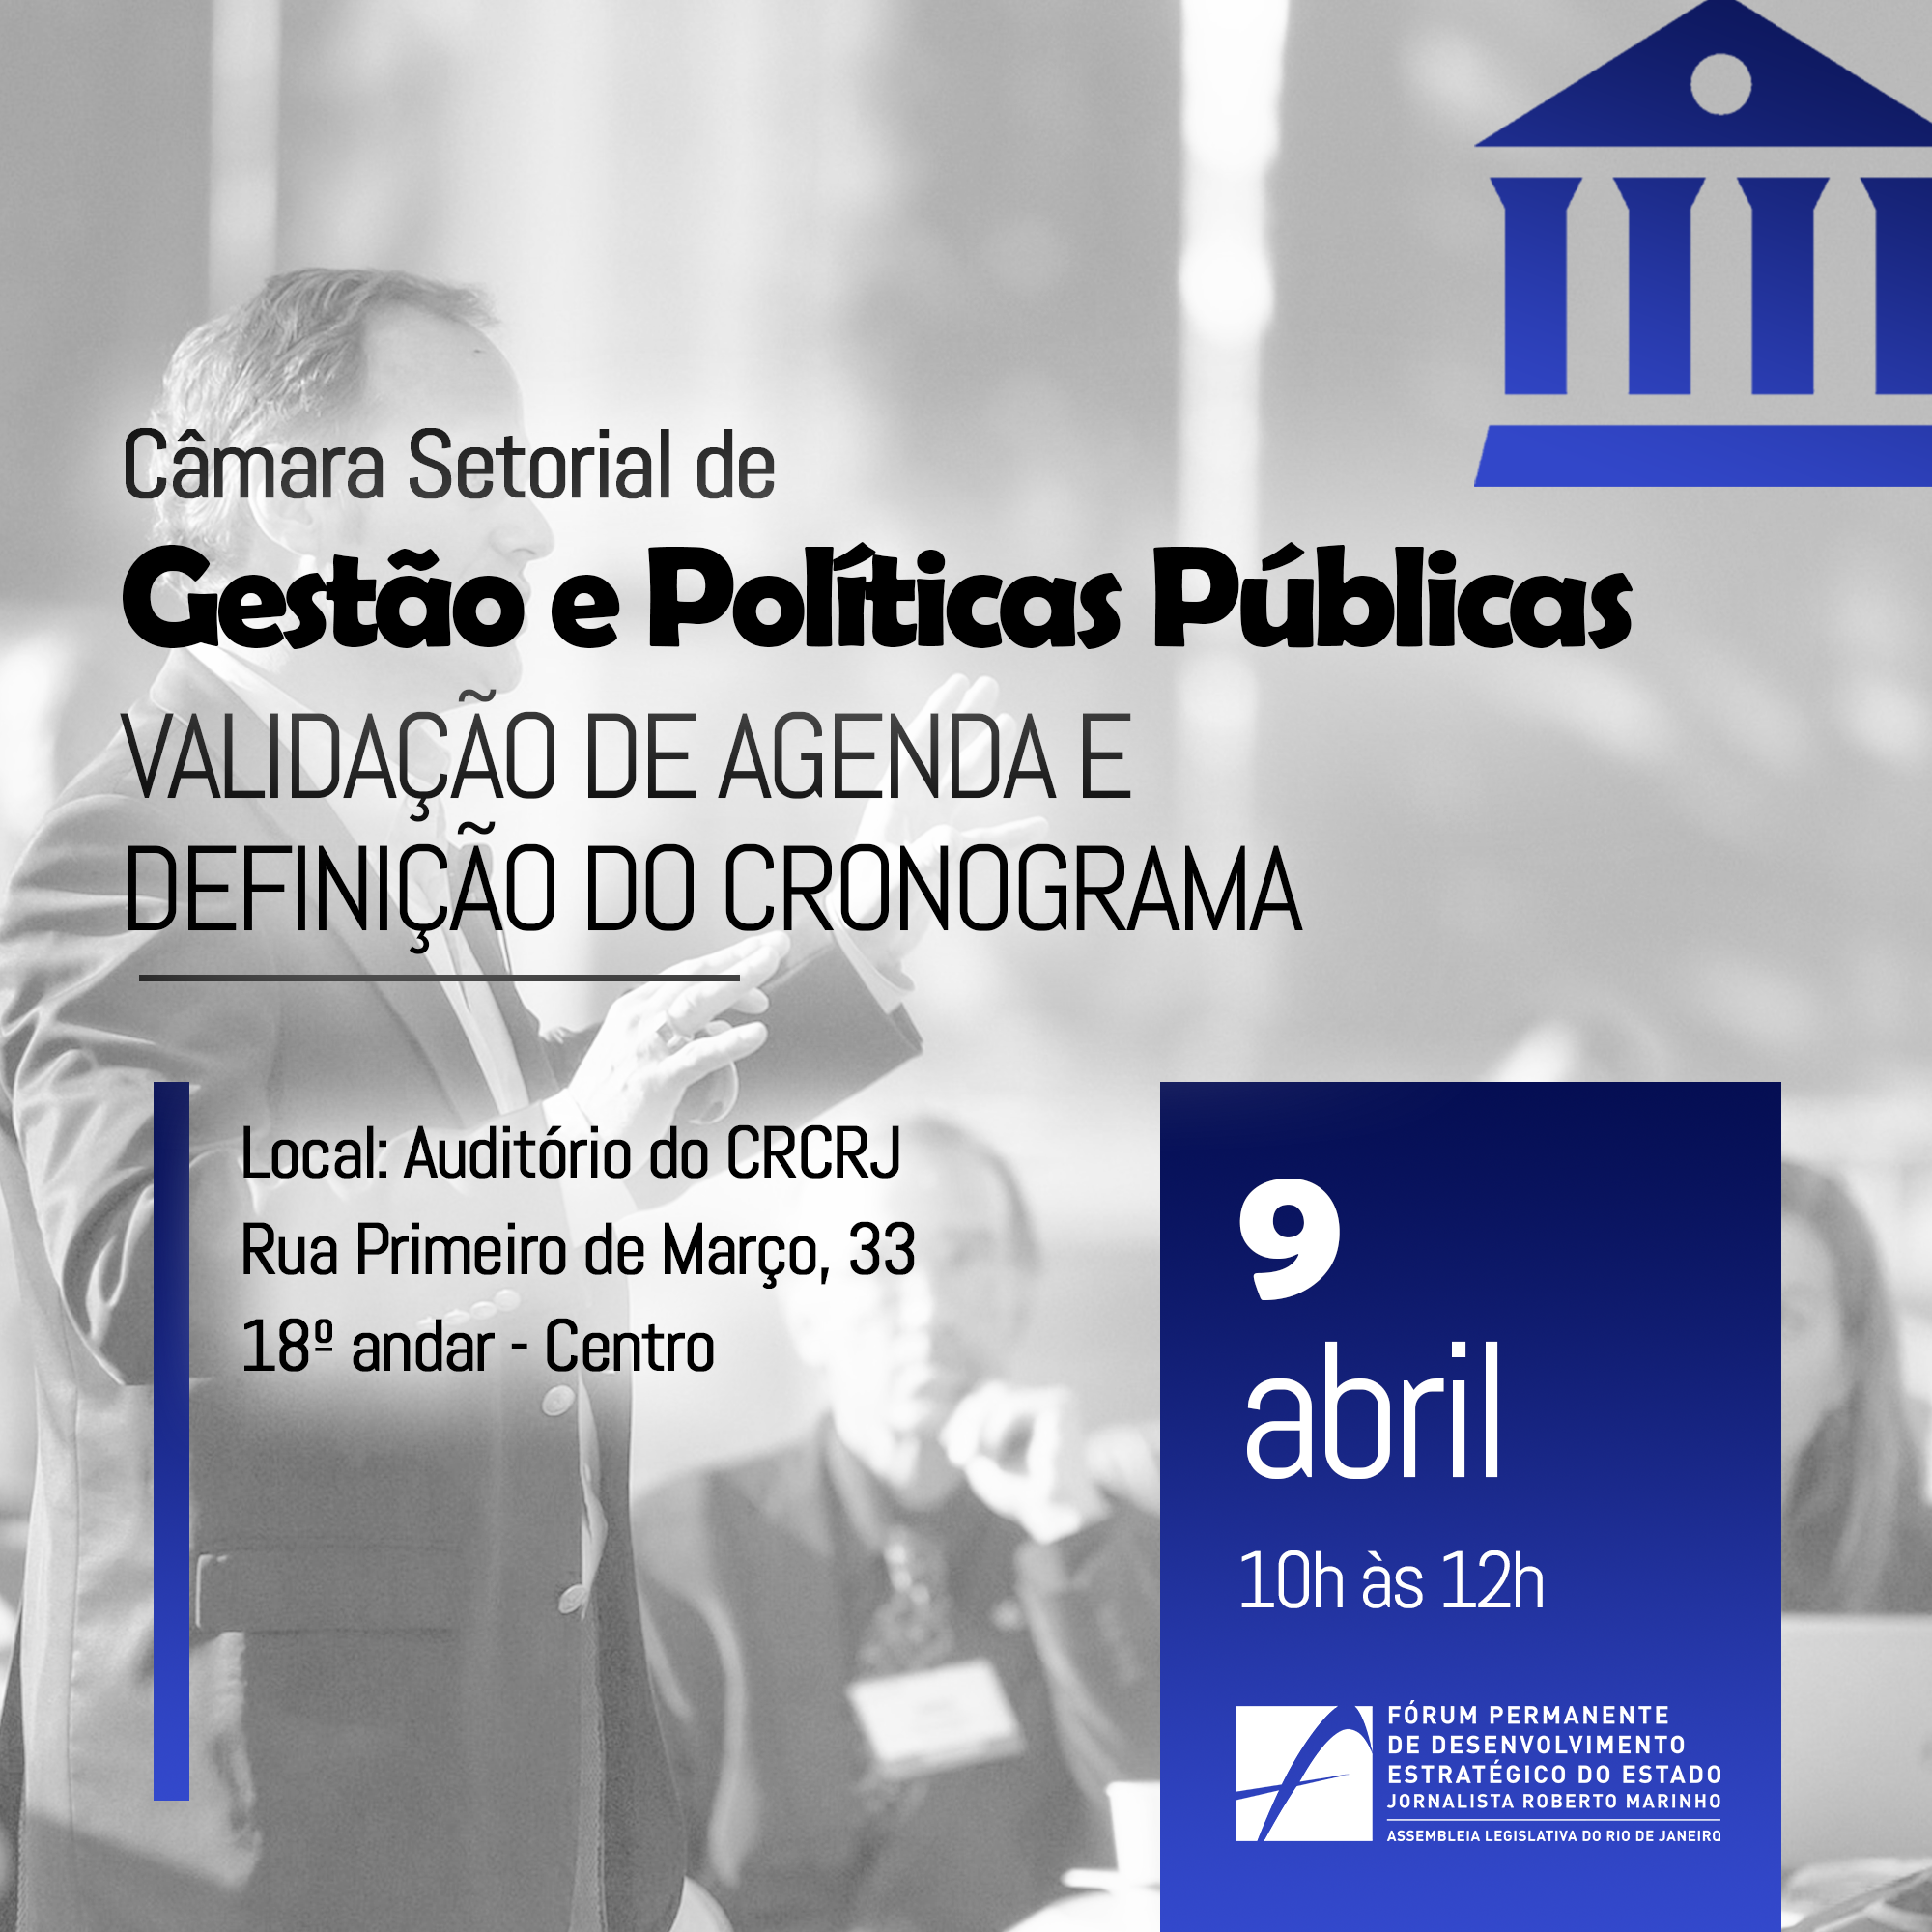 Câmara Setorial de
Gestão e Políticas Públicas
VALIDAÇÃO DE AGENDA E
DEFINIÇÃO DO CRONOGRAMA
Local: Auditório do CRCRJ
Rua Primeiro de Março, 33
18º andar - Centro
9
abril
10h às 12h
FÓRUM PERMANENTE
DE DESENVOLVIMENTO
ESTRATÉGICO DO ESTADO
JORNALISTA ROBERTO MARINHO
ASSEMBLEIA LEGISLATIVA DO RIO DE JANEIRO